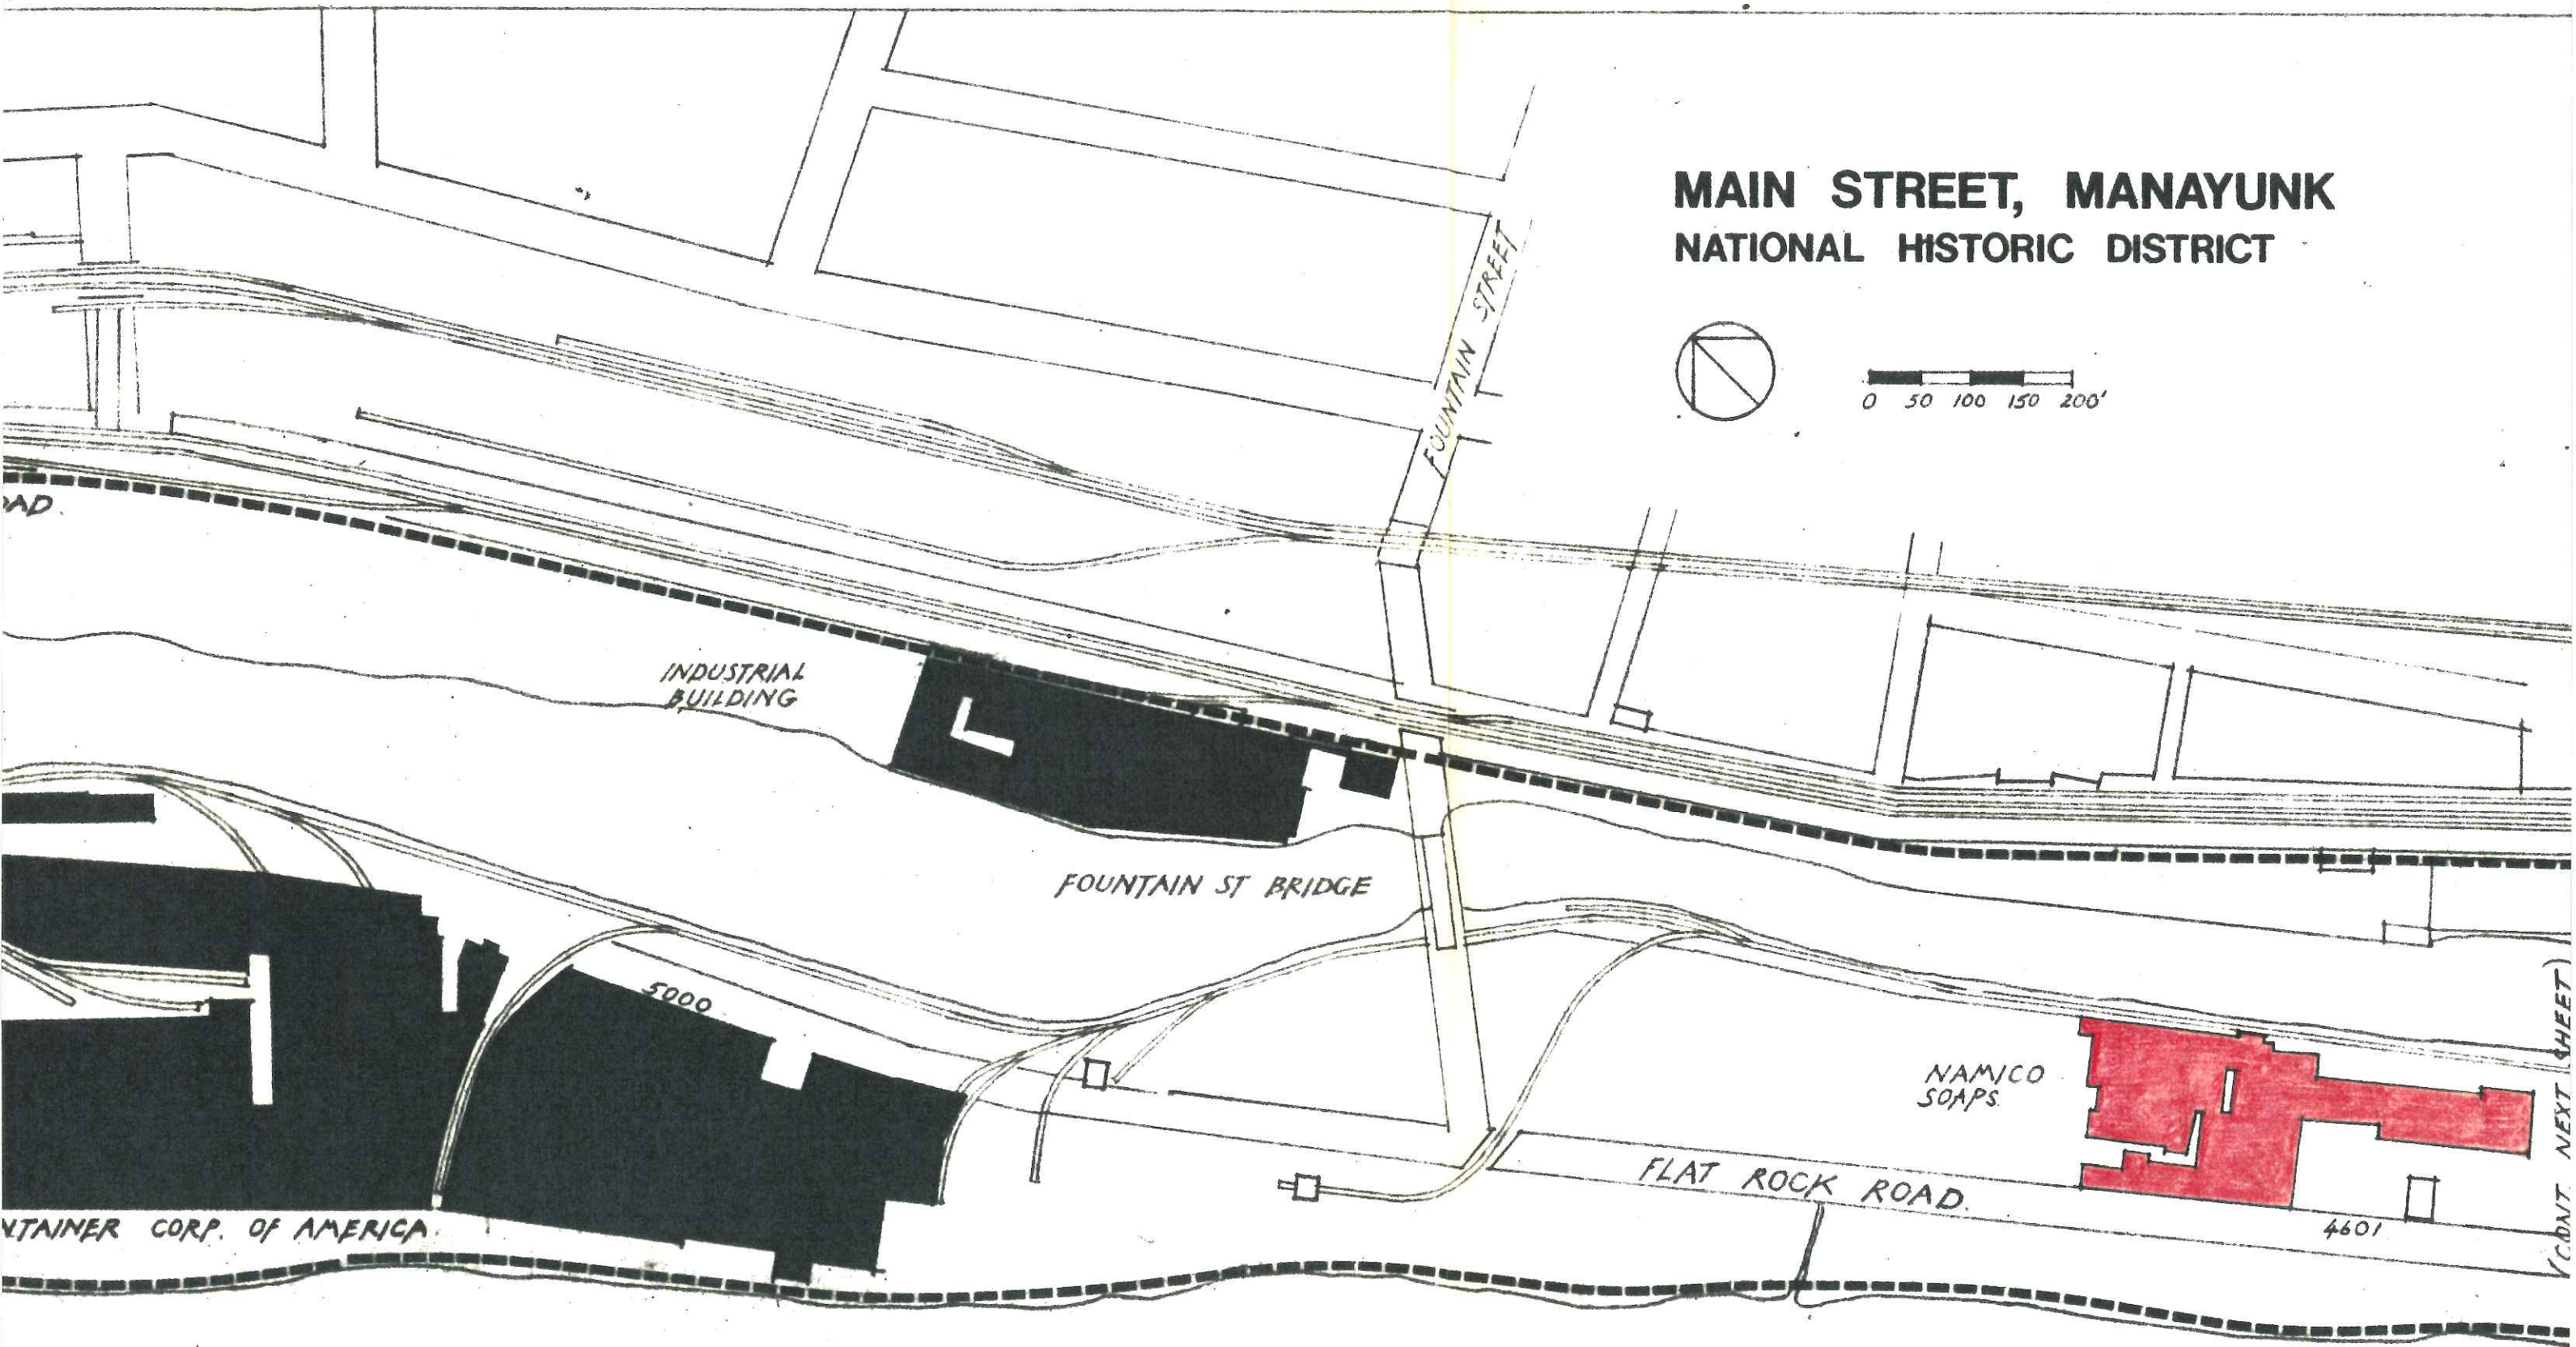 MAIN STREET, MANAYUNK
NATIONAL HISTORIC DISTRICT
0 50 100 150 200'
FOUNTAIN STREET
OAD.
INDUSTRIAL
BUILDING
FOUNTAIN ST BRIDGE
5000
NAMICO
SOAPS.
FLAT ROCK ROAD.
4601
NTAINER CORP. OF AMERICA.
(CONT. NEXT SHEET)